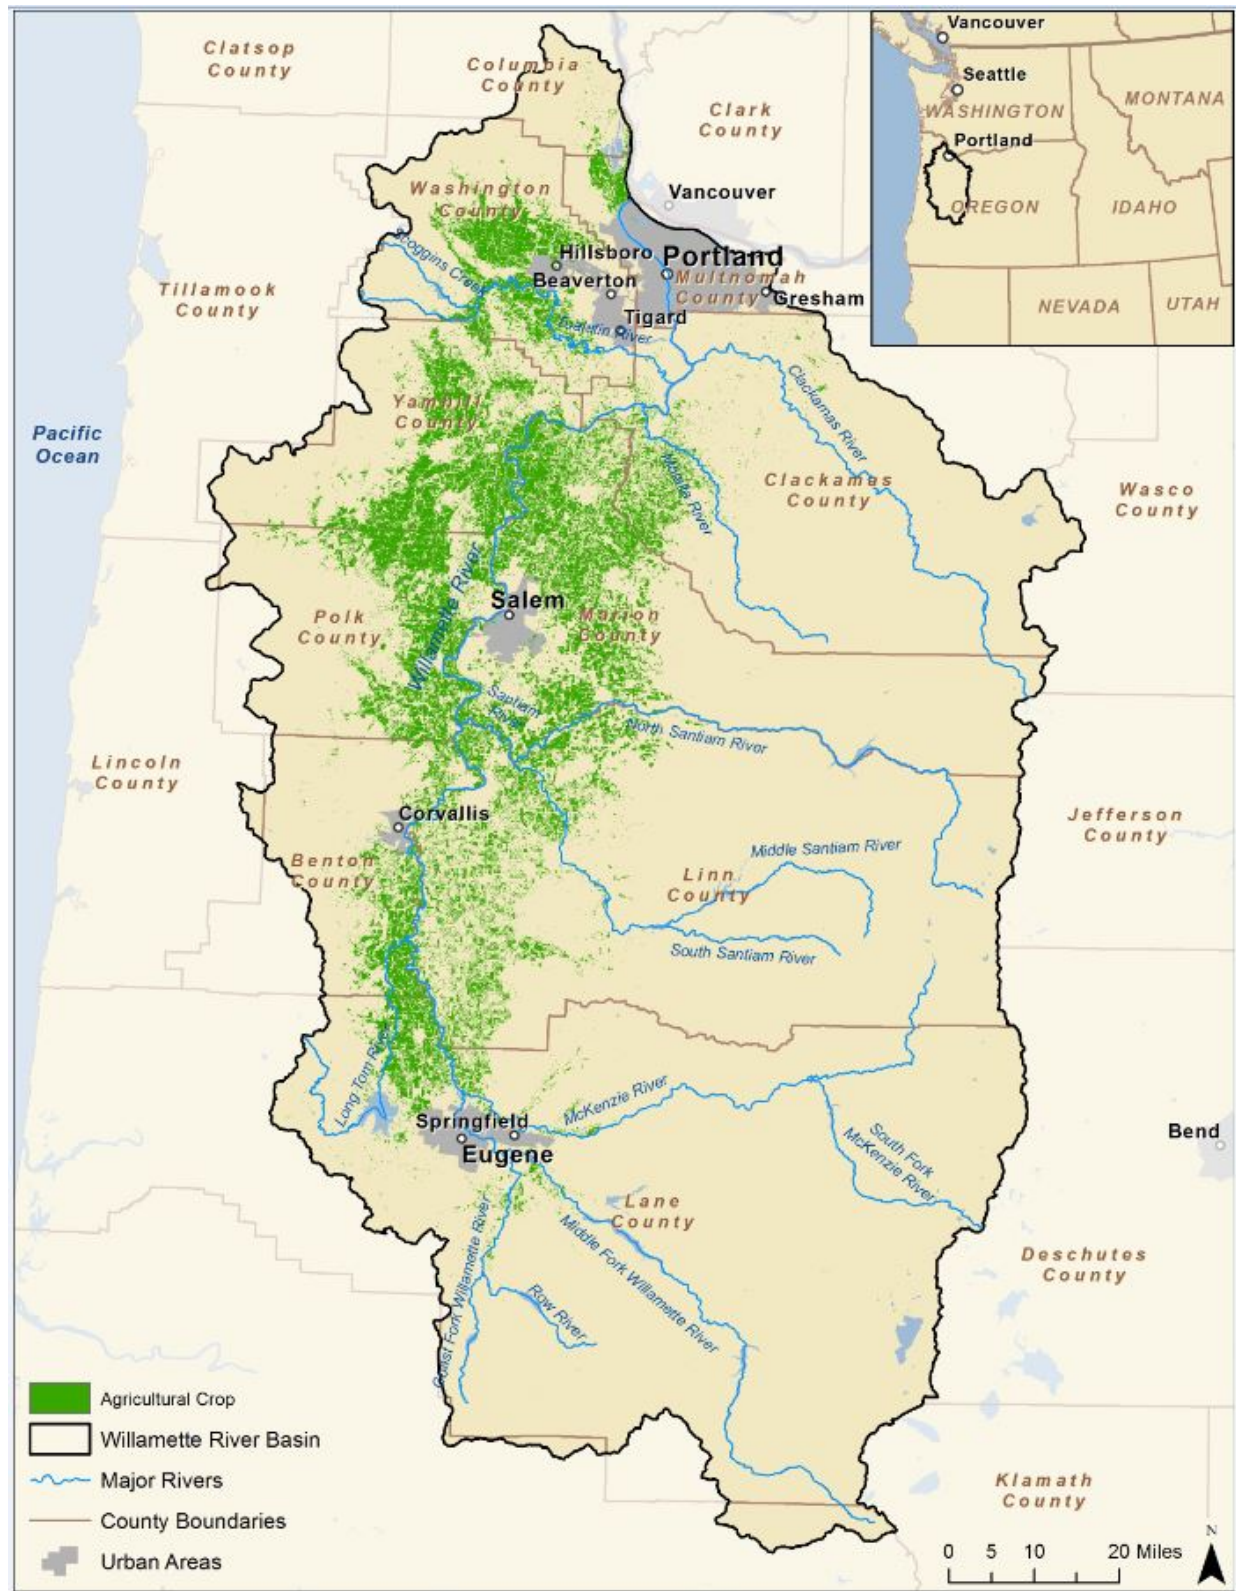 Clatsop
County
Columbia
County
Clark
County
Vancouver
Seattle
WASHINGTON
MONTANA
Portland
OREGON
IDAHO
NEVADA
UTAH
Washington
County
Vancouver
Scoggins Creek
Hillsboro
Portland
Beaverton
Multnomah
County
Gresham
Tillamook
County
Tigard
Tualatin River
Clackamas River
Yamhill
County
Pacific
Ocean
Molalla River
Clackamas
County
Wasco
County
Willamette River
Salem
Polk
County
Marion
County
Santiam
River
North Santiam River
Lincoln
County
Corvallis
Jefferson
County
Middle Santiam River
Benton
County
Linn
County
South Santiam River
Long Tom River
McKenzie River
Springfield
Eugene
South Fork
McKenzie River
Bend
Lane
County
Coast Fork Willamette River
Middle Fork Willamette River
Row River
Deschutes
County
Agricultural Crop
Willamette River Basin
Major Rivers
County Boundaries
Urban Areas
Klamath
County
N
0 5 10 20 Miles